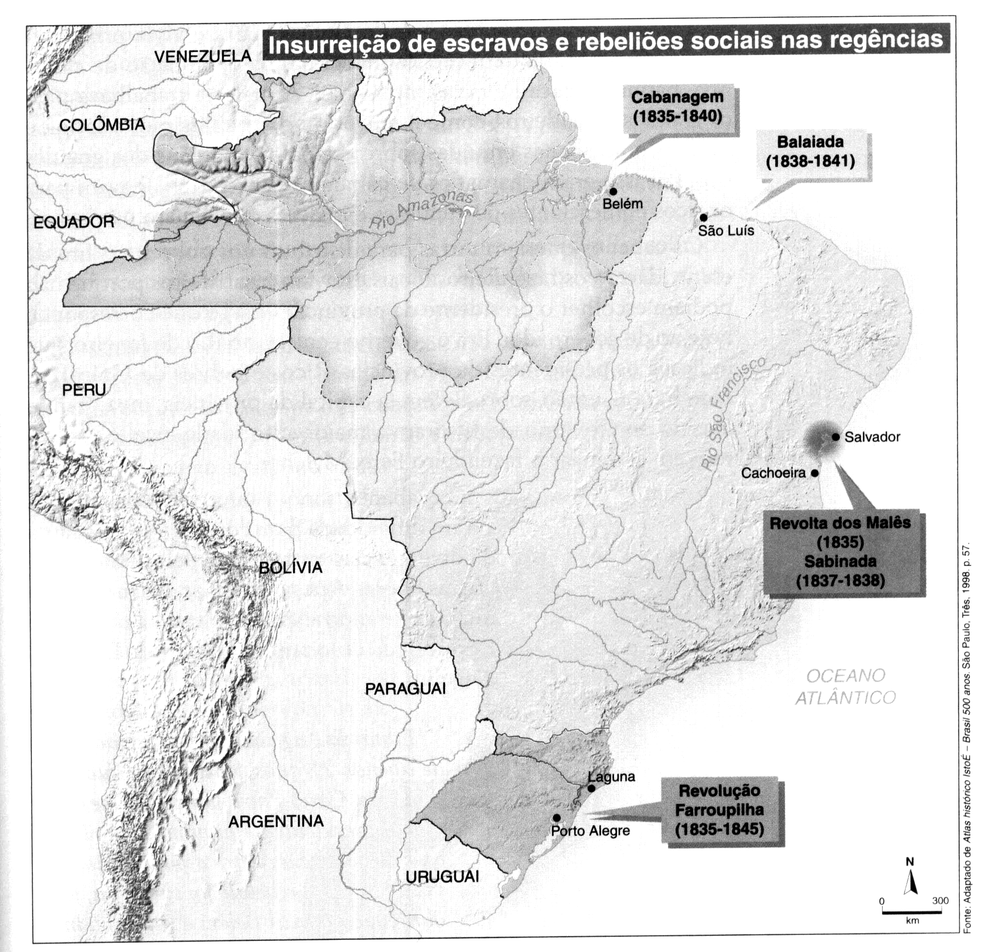 Insurreição de escravos e rebeliões sociais nas regências
VENEZUELA
COLÔMBIA
EQUADOR
PERU
BOLÍVIA
PARAGUAI
ARGENTINA
URUGUAI
Cabanagem
(1835-1840)
Balaiada
(1838-1841)
Belém
São Luís
Rio Amazonas
Rio São Francisco
Salvador
Cachoeira
Revolta dos Malês
(1835)
Sabinada
(1837-1838)
OCEANO
ATLÂNTICO
Laguna
Porto Alegre
Revolução
Farroupilha
(1835-1845)
N
0 300
km
Fonte: Adaptado de Atlas histórico IstoÉ – Brasil 500 anos. São Paulo, Três, 1998. p. 57.